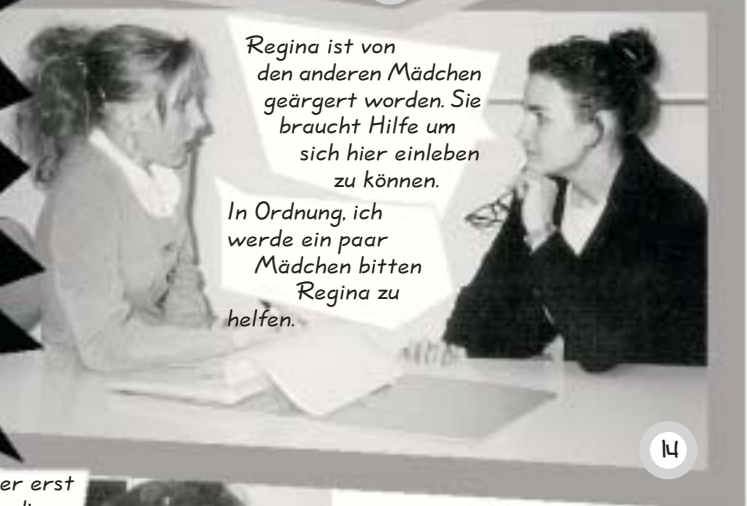 Regina ist von
den anderen Mädchen
geärgert worden. Sie
braucht Hilfe um
sich hier einleben
zu können.
In Ordnung, ich
werde ein paar
Mädchen bitten
Regina zu
helfen.
14
er erst